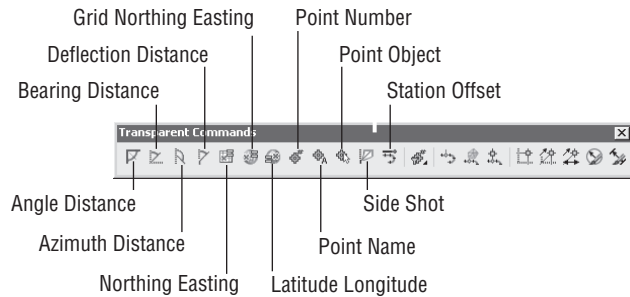 Grid Northing Easting
Point Number
Deflection Distance
Point Object
Bearing Distance
Station Offset
Transparent Commands
Angle Distance
Side Shot
Azimuth Distance
Point Name
Northing Easting
Latitude Longitude